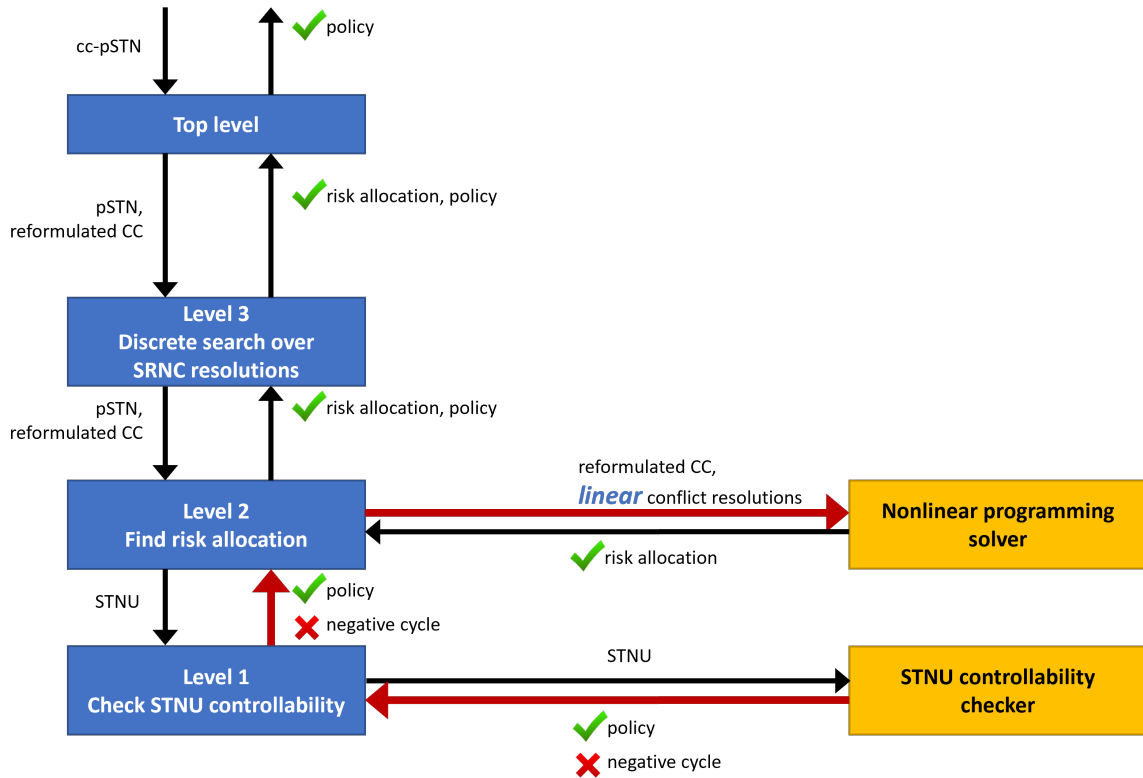 cc-pSTN
policy
Top level
pSTN,
reformulated CC
risk allocation, policy
Level 3
Discrete search over
SRNC resolutions
pSTN,
reformulated CC
risk allocation, policy
reformulated CC,
linear conflict resolutions
Level 2
Find risk allocation
Nonlinear programming
solver
risk allocation
STNU
policy
negative cycle
STNU
Level 1
Check STNU controllability
STNU controllability
checker
policy
negative cycle